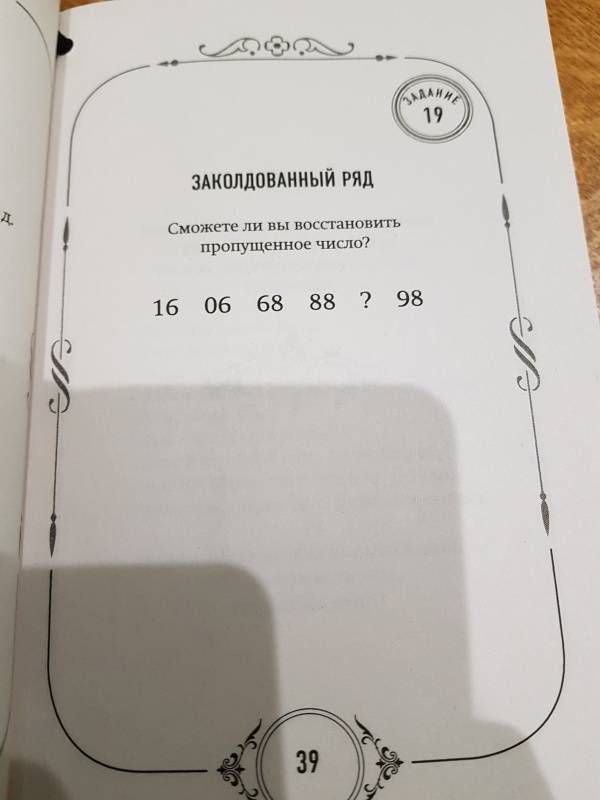 ЗАДАНИЕ
19
ЗАКОЛДОВАННЫЙ РЯД
Сможете ли вы восстановить
пропущенное число?
16 06 68 88 ? 98
д.
39